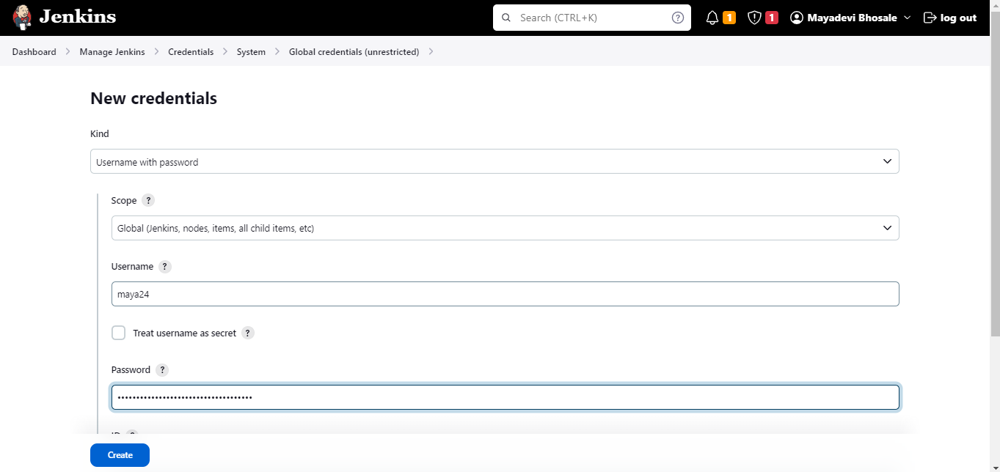 Jenkins
Search (CTRL+K) ?
1
1
Mayadevi Bhosale
log out
Dashboard
Manage Jenkins
Credentials
System
Global credentials (unrestricted)
New credentials
Kind
Username with password
Scope ?
Global (Jenkins, nodes, items, all child items, etc)
Username ?
maya24
Treat username as secret ?
Password ?
••••••••••••••••••••••••••••••••••••
Create